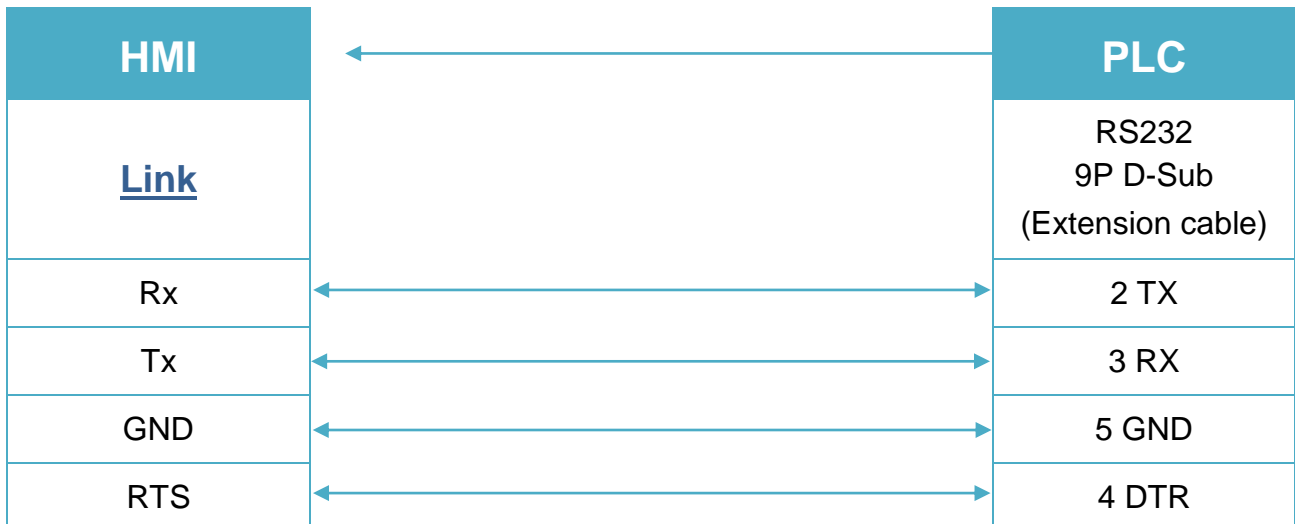 HMI
PLC
Link
RS232
9P D-Sub
(Extension cable)
Rx
2 TX
Tx
3 RX
GND
5 GND
RTS
4 DTR